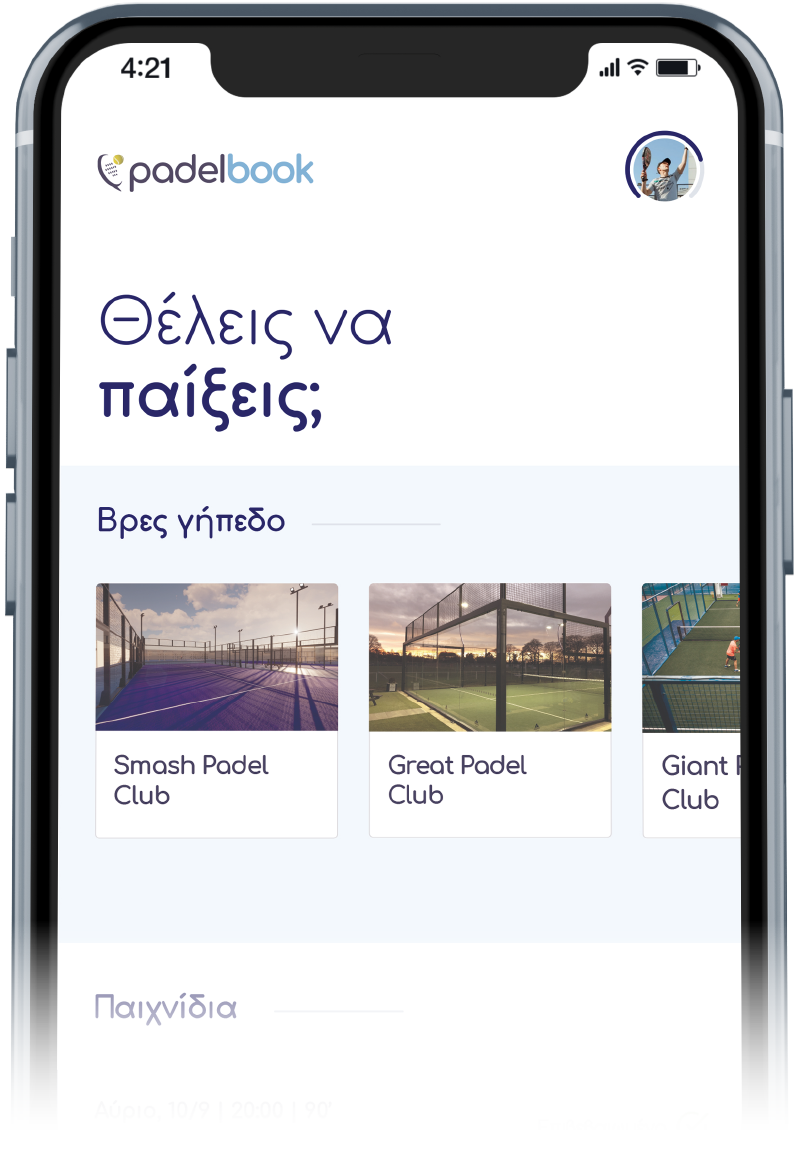 4:21
padelbook
Θέλεις να
παίξεις;
Βρες γήπεδο
Smash Padel
Club
Great Padel
Club
Giant
Club
Παιχνίδια
Αύριο, 10/9 | 20:00 | 90'